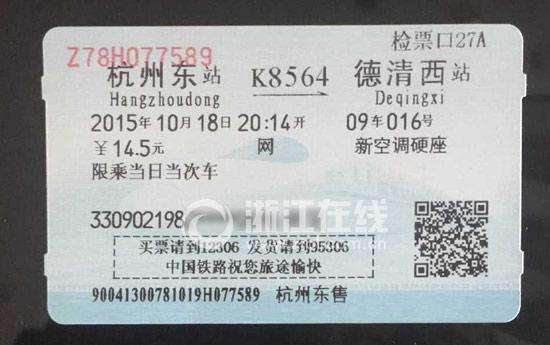 检票口27A
Z78H077589
杭州东站 K8564 德清西站
Hangzhoudong Deqingxi
2015年10月18日20:14开 09车016号
￥14.5元 网 新空调硬座
限乘当日当次车
330902198
浙江在线
买票请到12306 发货请到95306
中国铁路祝您旅途愉快
90041300781019H077589 杭州东售